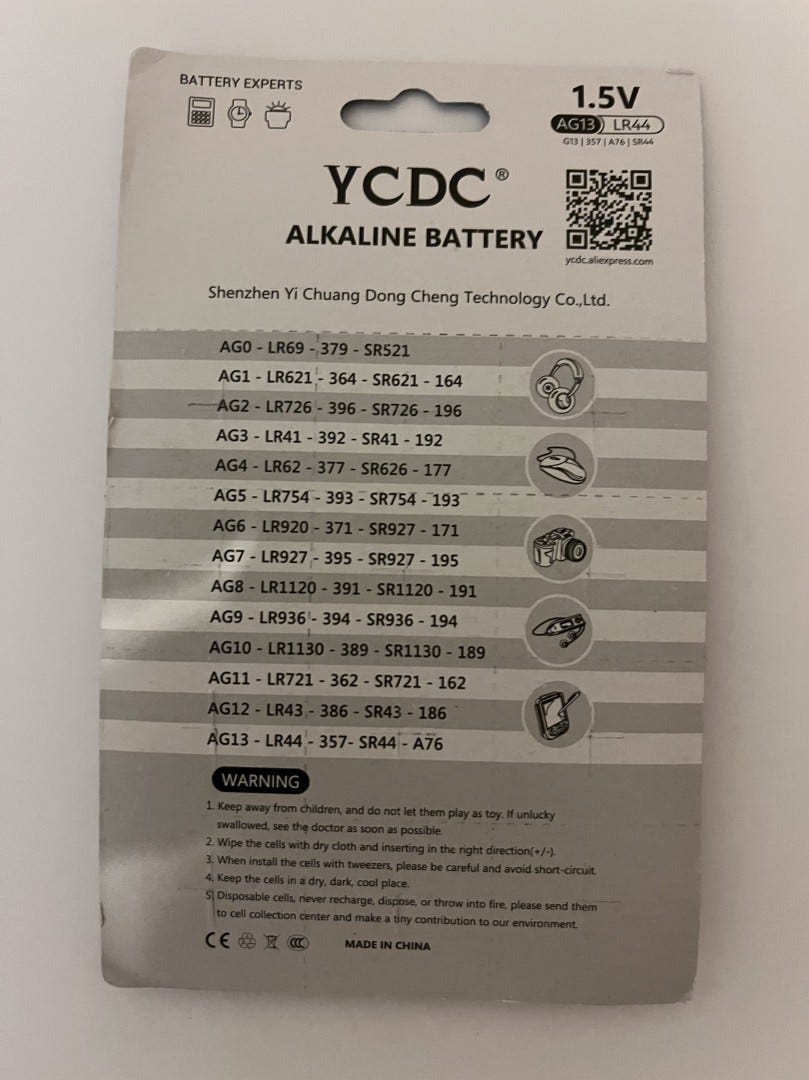 BATTERY EXPERTS
1.5V
AG13 LR44
G13 | 357 | A76 | SR44
YCDC®
ALKALINE BATTERY
ycdc.aliexpress.com
Shenzhen Yi Chuang Dong Cheng Technology Co.,Ltd.
AG0 - LR69 - 379 - SR521
AG1 - LR621 - 364 - SR621 - 164
AG2 - LR726 - 396 - SR726 - 196
AG3 - LR41 - 392 - SR41 - 192
AG4 - LR62 - 377 - SR626 - 177
AG5 - LR754 - 393 - SR754 - 193
AG6 - LR920 - 371 - SR927 - 171
AG7 - LR927 - 395 - SR927 - 195
AG8 - LR1120 - 391 - SR1120 - 191
AG9 - LR936 - 394 - SR936 - 194
AG10 - LR1130 - 389 - SR1130 - 189
AG11 - LR721 - 362 - SR721 - 162
AG12 - LR43 - 386 - SR43 - 186
AG13 - LR44 - 357- SR44 - A76
WARNING
1. Keep away from children, and do not let them play as toy. If unlucky
swallowed, see the doctor as soon as possible.
2. Wipe the cells with dry cloth and inserting in the right direction(+/-).
3. When install the cells with tweezers, please be careful and avoid short-circuit.
4. Keep the cells in a dry, dark, cool place.
5. Disposable cells, never recharge, dispose, or throw into fire, please send them
to cell collection center and make a tiny contribution to our environment.
CE MADE IN CHINA